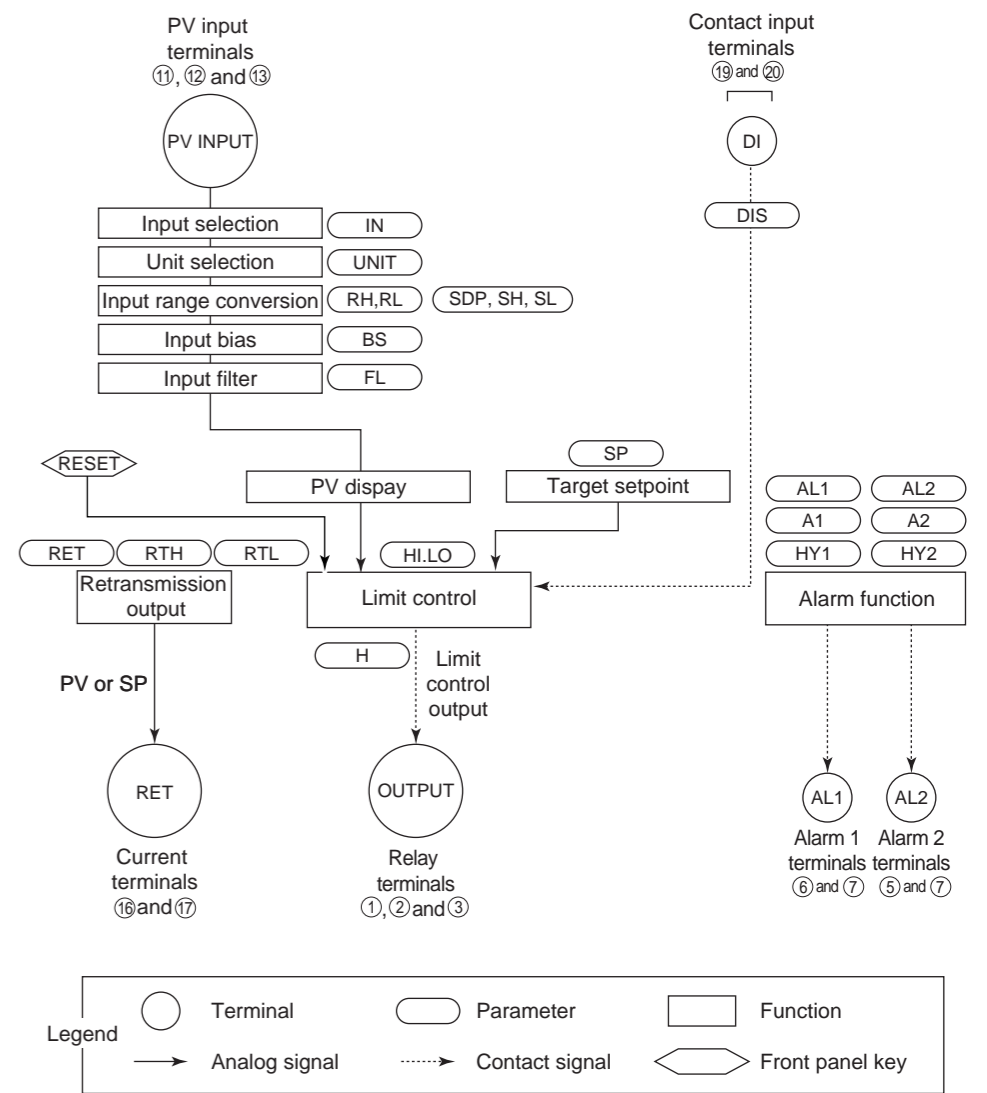 PV input
terminals
⑪, ⑫ and ⑬
PV INPUT
Contact input
terminals
⑲ and ⑳
DI
DIS
Input selection
IN
Unit selection
UNIT
Input range conversion
RH,RL
SDP, SH, SL
Input bias
BS
Input filter
FL
RESET
PV dispay
SP
Target setpoint
AL1
AL2
A1
A2
HY1
HY2
RET
RTH
RTL
HI.LO
Retransmission
output
Limit control
Alarm function
H
Limit
control
output
PV or SP
RET
OUTPUT
AL1
AL2
Current
terminals
⑯and⑰
Relay
terminals
①, ②and③
Alarm 1
terminals
⑥ and ⑦
Alarm 2
terminals
⑤ and ⑦
Legend
Terminal
Parameter
Function
Analog signal
Contact signal
Front panel key